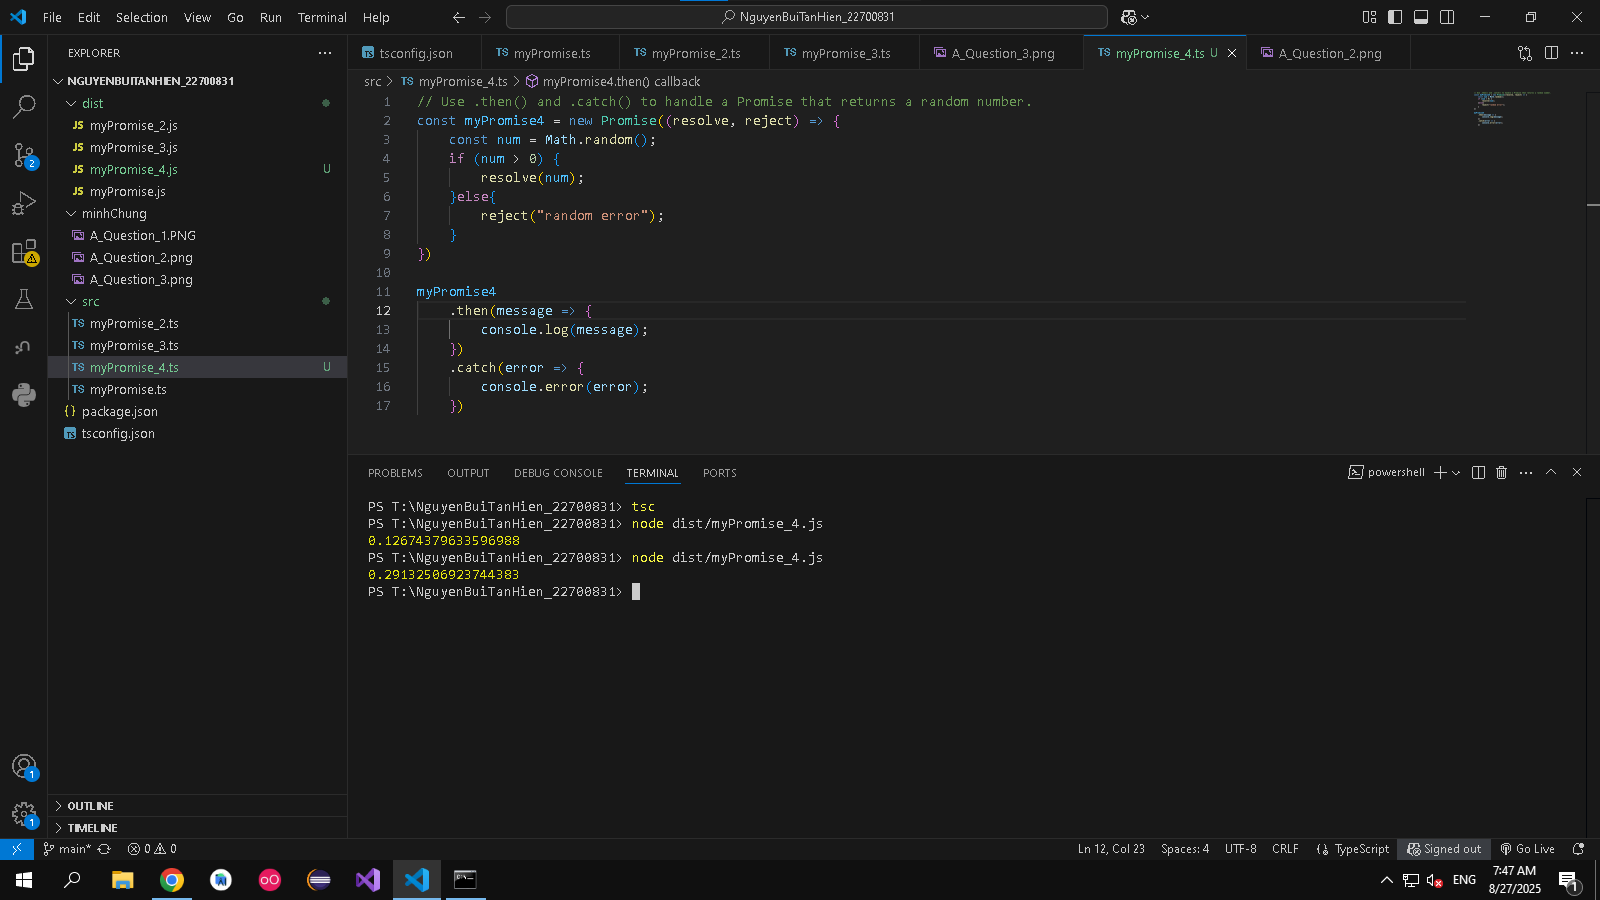 File Edit Selection View Go Run Terminal Help
NguyenBuiTanHien_22700831
EXPLORER
NGUYENBUITANHIEN_22700831
dist
JS myPromise_2.js
JS myPromise_3.js
JS myPromise_4.js U
JS myPromise.js
minhChung
A_Question_1.PNG
A_Question_2.png
A_Question_3.png
src
TS myPromise_2.ts
TS myPromise_3.ts
TS myPromise_4.ts U
TS myPromise.ts
{} package.json
TS tsconfig.json
OUTLINE
TIMELINE
2
1
1
TS tsconfig.json TS myPromise.ts TS myPromise_2.ts TS myPromise_3.ts A_Question_3.png TS myPromise_4.ts U A_Question_2.png
src > TS myPromise_4.ts > myPromise4.then() callback
1 // Use .then() and .catch() to handle a Promise that returns a random number.
2 const myPromise4 = new Promise((resolve, reject) => {
3 const num = Math.random();
4 if (num > 0) {
5 resolve(num);
6 }else{
7 reject("random error");
8 }
9 })
10
11 myPromise4
12 .then(message => {
13 console.log(message);
14 })
15 .catch(error => {
16 console.error(error);
17 })
PROBLEMS OUTPUT DEBUG CONSOLE TERMINAL PORTS
powershell
PS T:\NguyenBuiTanHien_22700831> tsc
PS T:\NguyenBuiTanHien_22700831> node dist/myPromise_4.js
0.12674379633596988
PS T:\NguyenBuiTanHien_22700831> node dist/myPromise_4.js
0.29132506923744383
PS T:\NguyenBuiTanHien_22700831>
main* 0 0
Ln 12, Col 23 Spaces: 4 UTF-8 CRLF TypeScript Signed out Go Live
ENG
7:47 AM
8/27/2025
1